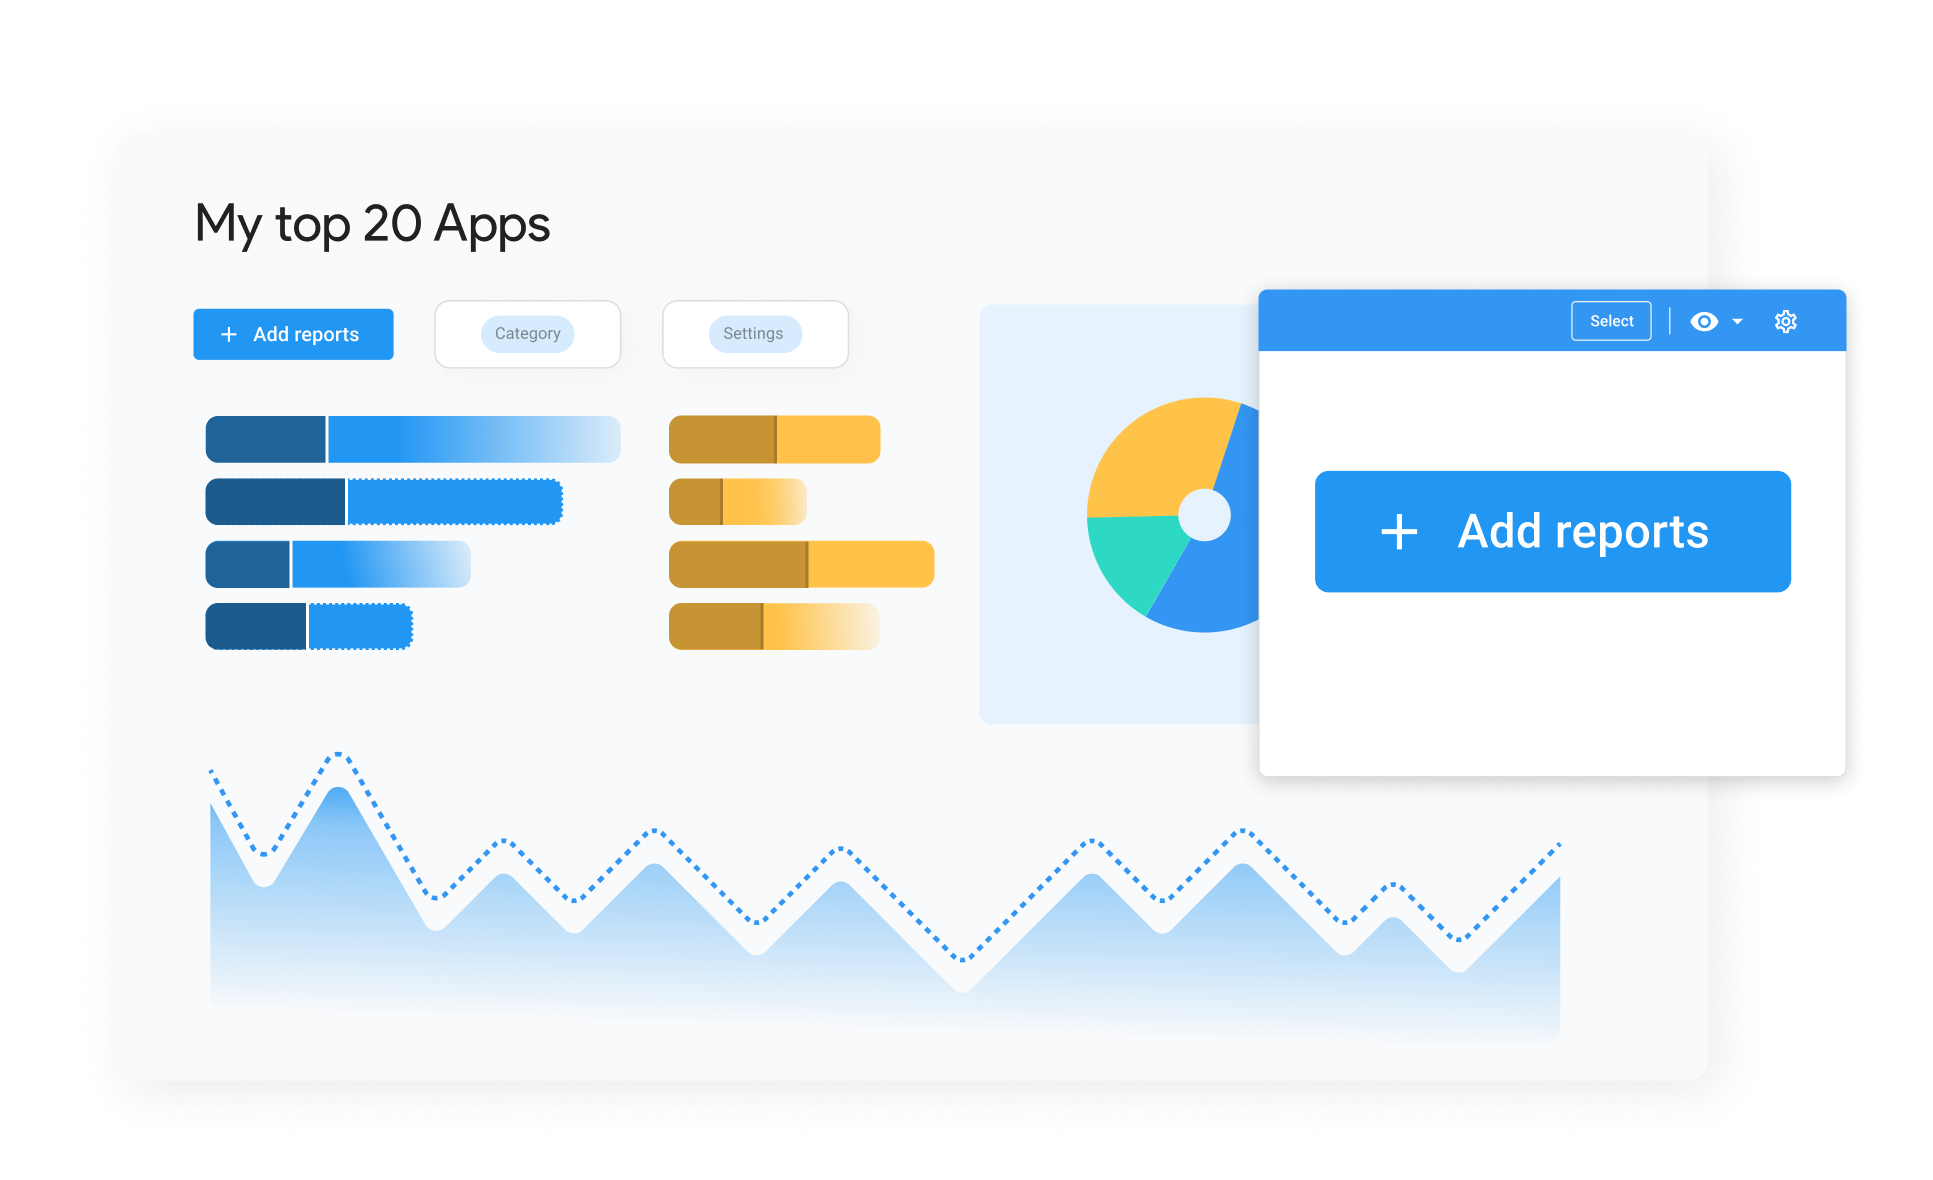 My top 20 Apps
+ Add reports
Category
Settings
Select
+ Add reports